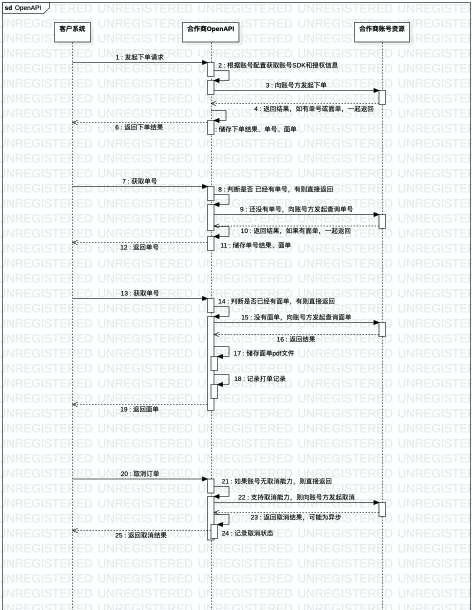 sd OpenAPI
客户系统
合作商OpenAPI
合作商账号资源
1 : 发起下单请求
2 : 根据账号配置获取账号SDK和授权信息
3 : 向账号方发起下单
4 : 返回结果，如有单号或面单，一起返回
5 : 储存下单结果、单号、面单
6 : 返回下单结果
7 : 获取单号
8 : 判断是否 已经有单号，有则直接返回
9 : 还没有单号，向账号方发起查询单号
10 : 返回结果，如果有面单，一起返回
11 : 储存单号结果、面单
12 : 返回单号
13 : 获取单号
14 : 判断是否已经有面单，有则直接返回
15 : 没有面单，向账号方发起查询面单
16 : 返回结果
17 : 储存面单pdf文件
18 : 记录打单记录
19 : 返回面单
20 : 取消订单
21 : 如果账号无取消能力，则直接返回
22 : 支持取消能力，则向账号方发起取消
23 : 返回取消结果，可能为异步
24 : 记录取消状态
25 : 返回取消结果
UNREGISTERED